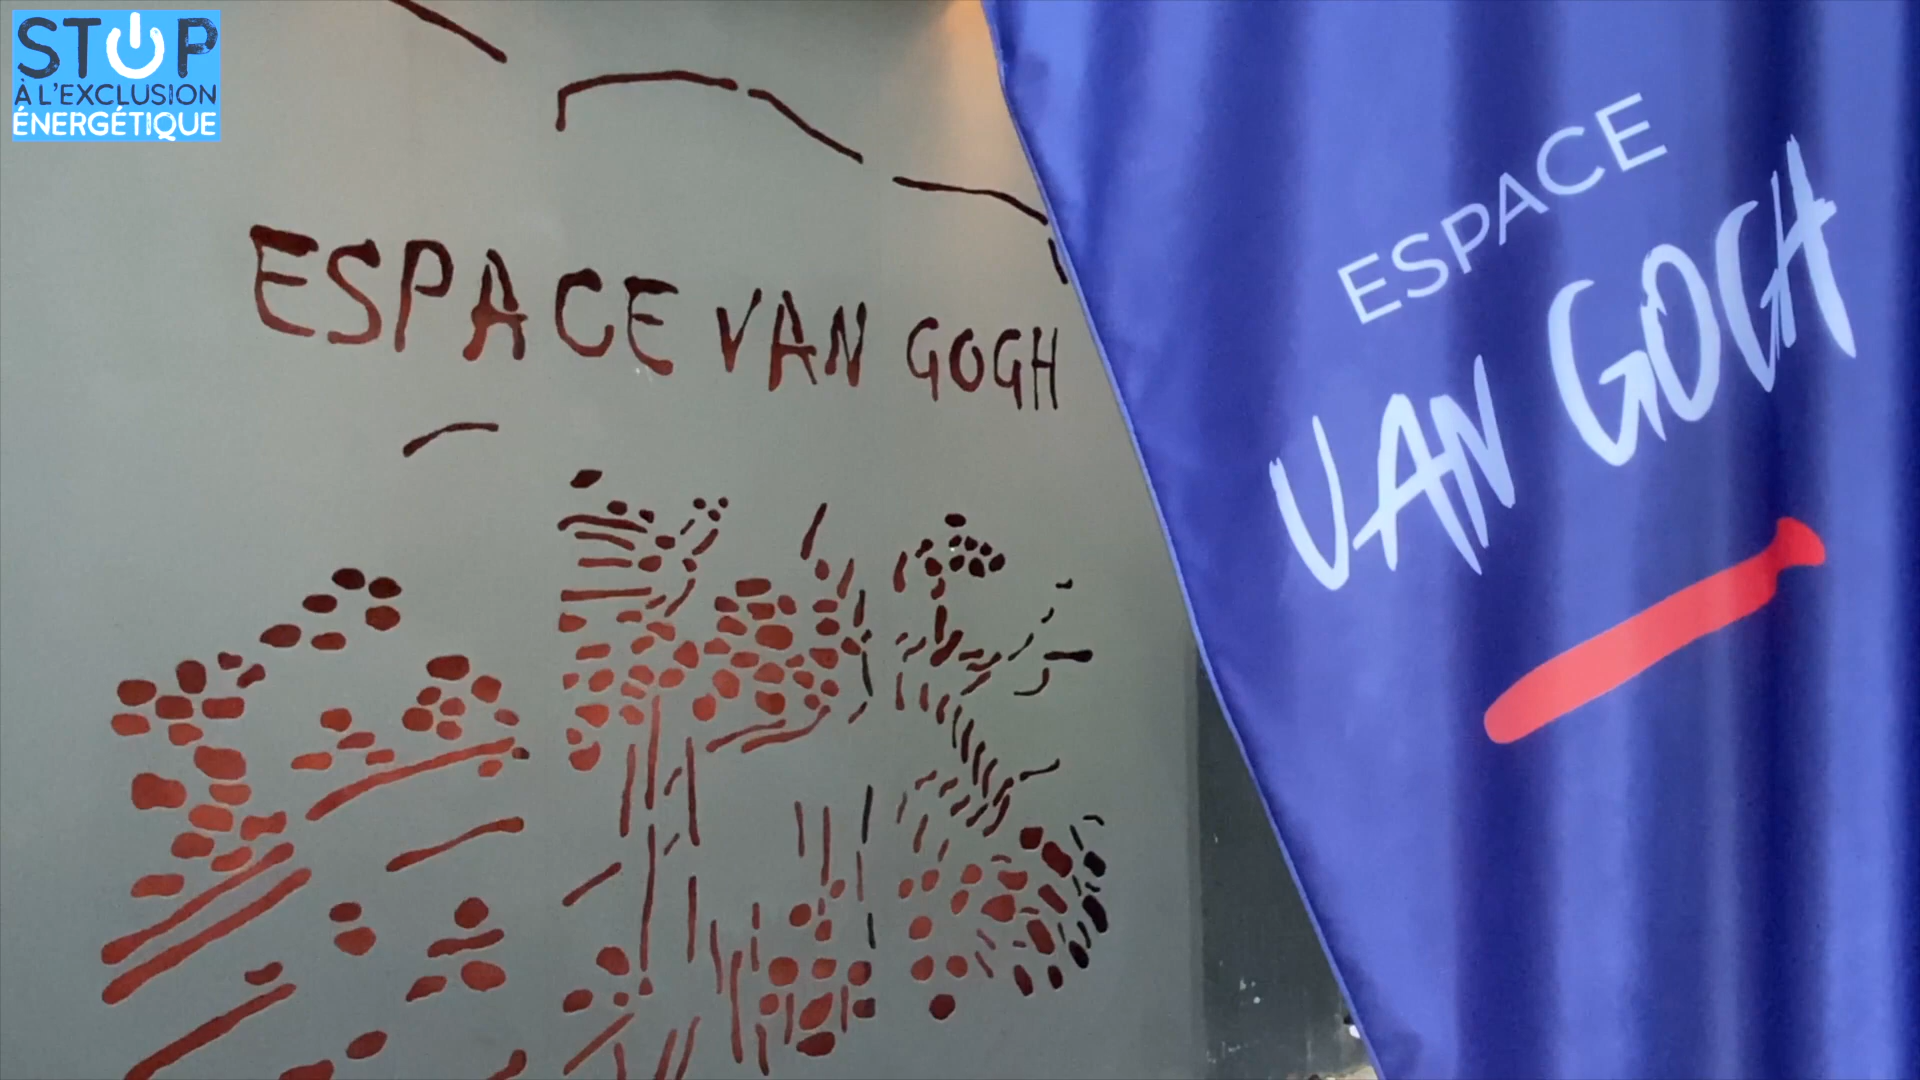 STOP
À L'EXCLUSION
ÉNERGÉTIQUE
ESPACE VAN GOGH
ESPACE
VAN GOGH